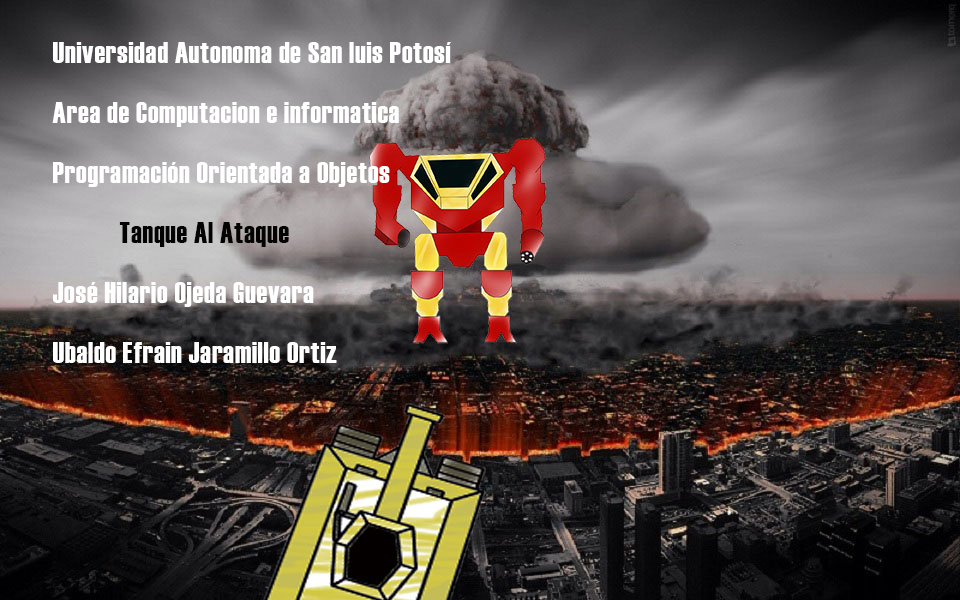 Universidad Autonoma de San luis Potosí
Area de Computacion e informatica
Programación Orientada a Objetos
Tanque Al Ataque
José Hilario Ojeda Guevara
Ubaldo Efrain Jaramillo Ortiz